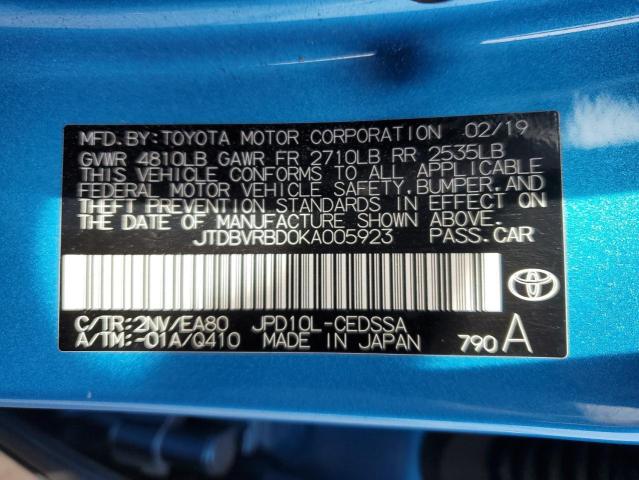 MFD.BY:TOYOTA MOTOR CORPORATION 02/19
GVWR 4810LB GAWR FR 2710LB RR 2535LB
THIS VEHICLE CONFORMS TO ALL APPLICABLE
FEDERAL MOTOR VEHICLE SAFETY,BUMPER,AND
THEFT PREVENTION STANDARDS IN EFFECT ON
THE DATE OF MANUFACTURE SHOWN ABOVE.
JTDBVRBD0KA005923 PASS.CAR
C/TR:2NV/EA80 JPD10L-CEDSSA
A/TM:-01A/Q410 MADE IN JAPAN 790 A